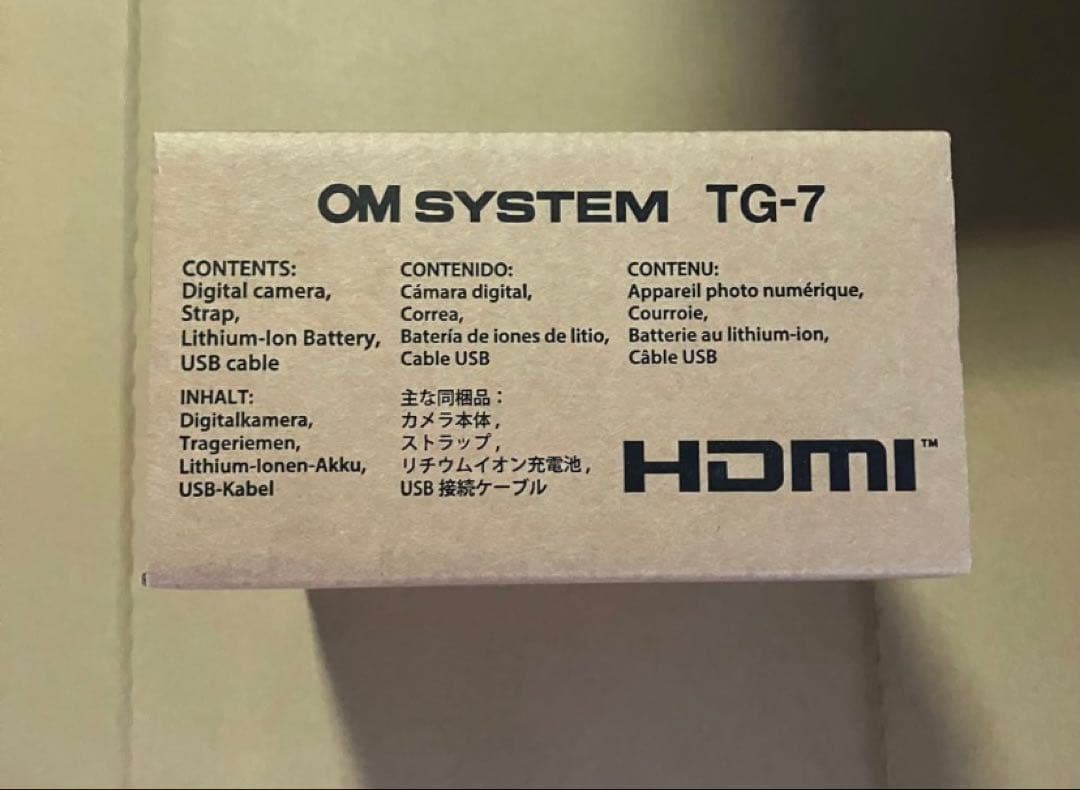 OM SYSTEM TG-7
CONTENTS:
Digital camera,
Strap,
Lithium-Ion Battery,
USB cable
CONTENIDO:
Cámara digital,
Correa,
Batería de iones de litio,
Cable USB
CONTENU:
Appareil photo numérique,
Courroie,
Batterie au lithium-ion,
Câble USB
INHALT:
Digitalkamera,
Trageriemen,
Lithium-Ionen-Akku,
USB-Kabel
主な同梱品：
カメラ本体 ,
ストラップ ,
リチウムイオン充電池 ,
USB 接続ケーブル
HDMI™